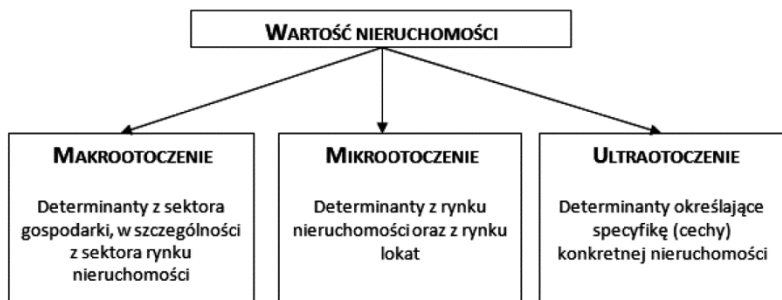 WARTOŚĆ NIERUCHOMOŚCI
MAKROOTOCZENIE
Determinanty z sektora
gospodarki, w szczególności
z sektora rynku
nieruchomości
MIKROOTOCZENIE
Determinanty z rynku
nieruchomości oraz z rynku
lokat
ULTRAOTOCZENIE
Determinanty określające
specyfikę (cechy)
konkretnej nieruchomości